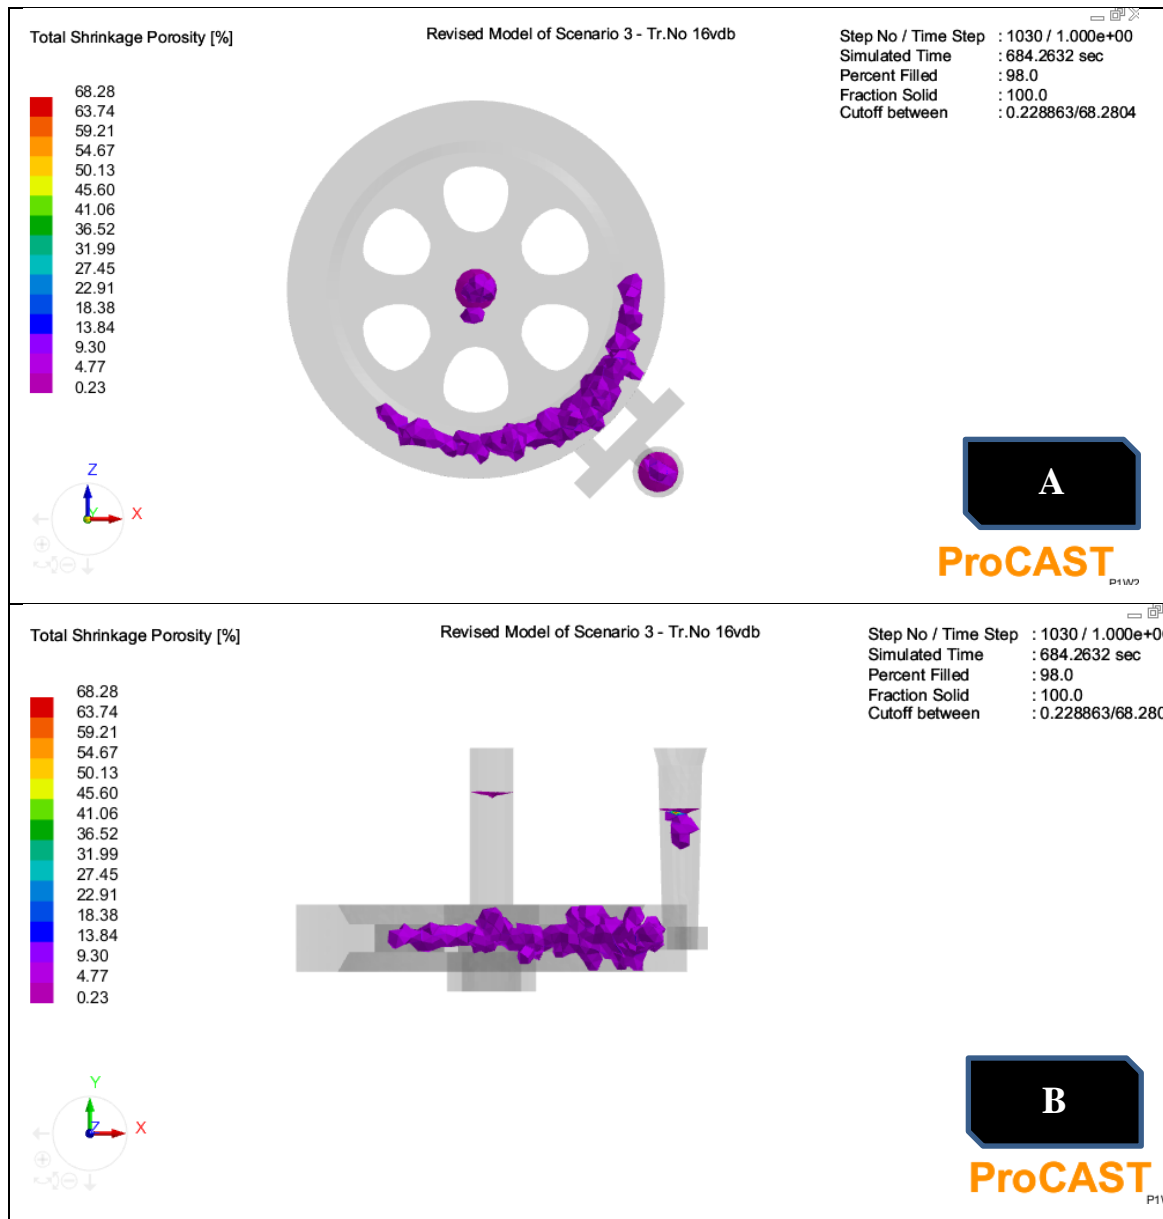 Total Shrinkage Porosity [%]
Revised Model of Scenario 3 - Tr.No 16vdb
Step No / Time Step : 1030 / 1.000e+00
Simulated Time : 684.2632 sec
Percent Filled : 98.0
Fraction Solid : 100.0
Cutoff between : 0.228863/68.2804
68.28
63.74
59.21
54.67
50.13
45.60
41.06
36.52
31.99
27.45
22.91
18.38
13.84
9.30
4.77
0.23
Z
Y
X
A
ProCAST
P1W2
Total Shrinkage Porosity [%]
Revised Model of Scenario 3 - Tr.No 16vdb
Step No / Time Step : 1030 / 1.000e+0
Simulated Time : 684.2632 sec
Percent Filled : 98.0
Fraction Solid : 100.0
Cutoff between : 0.228863/68.280
68.28
63.74
59.21
54.67
50.13
45.60
41.06
36.52
31.99
27.45
22.91
18.38
13.84
9.30
4.77
0.23
Y
Z
X
B
ProCAST